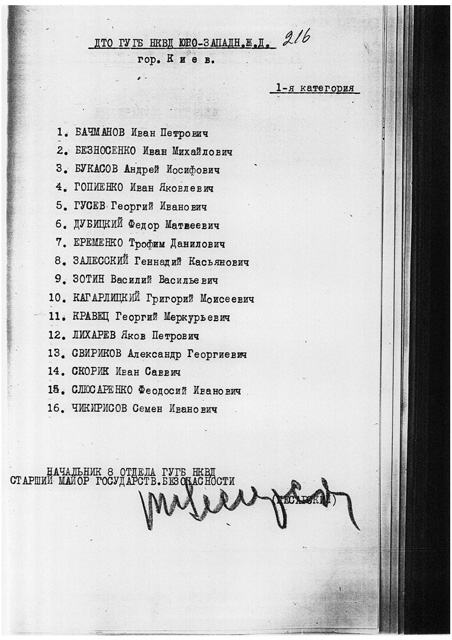 ДТО ГУГБ НКВД ЮГО-ЗАПАДН.Ж.Д. 216
гор. Киев.
1-я категория
1. БАЧМАНОВ Иван Петрович
2. БЕЗНОСЕНКО Иван Михайлович
3. БУКАСОВ Андрей Иосифович
4. ГОПИЕНКО Иван Яковлевич
5. ГУСЕВ Георгий Иванович
6. ДУБИЦКИЙ Федор Матвеевич
7. ЕРЕМЕНКО Трофим Данилович
8. ЗАЛЕССКИЙ Геннадий Касьянович
9. ЗОТИН Василий Васильевич
10. КАГАРЛИЦКИЙ Григорий Моисеевич
11. КРАВЕЦ Георгий Меркурьевич
12. ЛИХАРЕВ Яков Петрович
13. СВИРИКОВ Александр Георгиевич
14. СКОРИК Иван Саввич
15. СЛЮСАРЕНКО Феодосий Иванович
16. ЧИКИРИСОВ Семен Иванович
НАЧАЛЬНИК 8 ОТДЕЛА ГУГБ НКВД
СТАРШИЙ МАЙОР ГОСУДАРСТВ.БЕЗОПАСНОСТИ